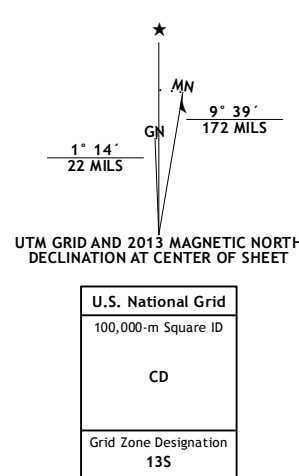 MN
GN
9° 39´
172 MILS
1° 14´
22 MILS
UTM GRID AND 2013 MAGNETIC NORTH
DECLINATION AT CENTER OF SHEET
U.S. National Grid
100,000-m Square ID
CD
Grid Zone Designation
13S